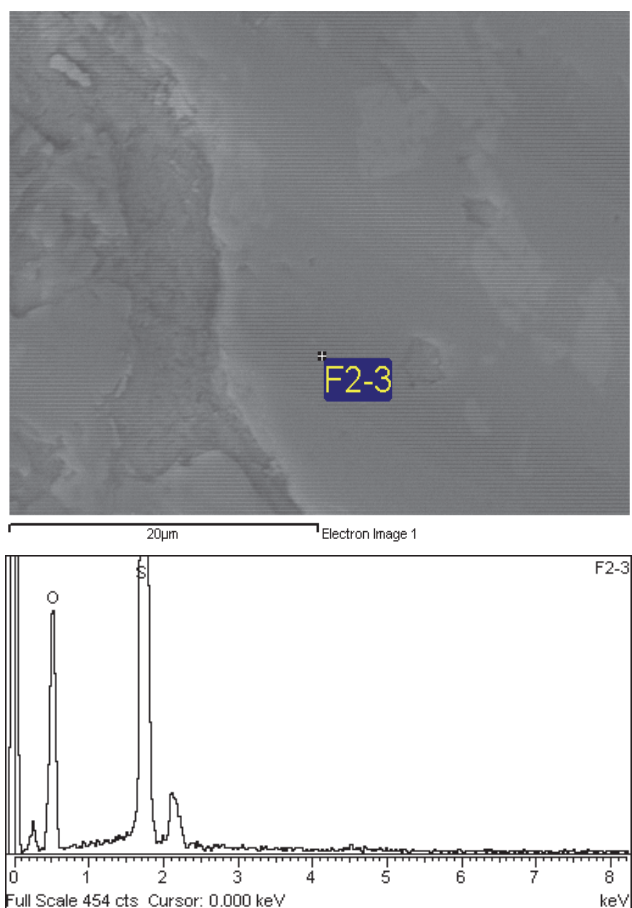 F2-3
20µm
Electron Image 1
F2-3
S
O
0 1 2 3 4 5 6 7 8
Full Scale 454 cts Cursor: 0.000 keV
keV